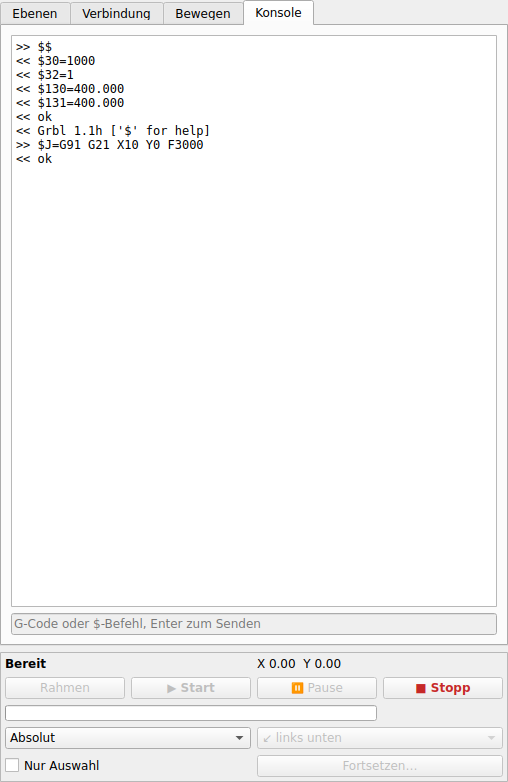 Ebenen Verbindung Bewegen Konsole
>> $$
<< $30=1000
<< $32=1
<< $130=400.000
<< $131=400.000
<< ok
<< Grbl 1.1h ['$' for help]
>> $J=G91 G21 X10 Y0 F3000
<< ok
G-Code oder $-Befehl, Enter zum Senden
Bereit X 0.00 Y 0.00
Rahmen ▶ Start ⏸ Pause ■ Stopp
Absolut ↙ links unten
Nur Auswahl Fortsetzen...